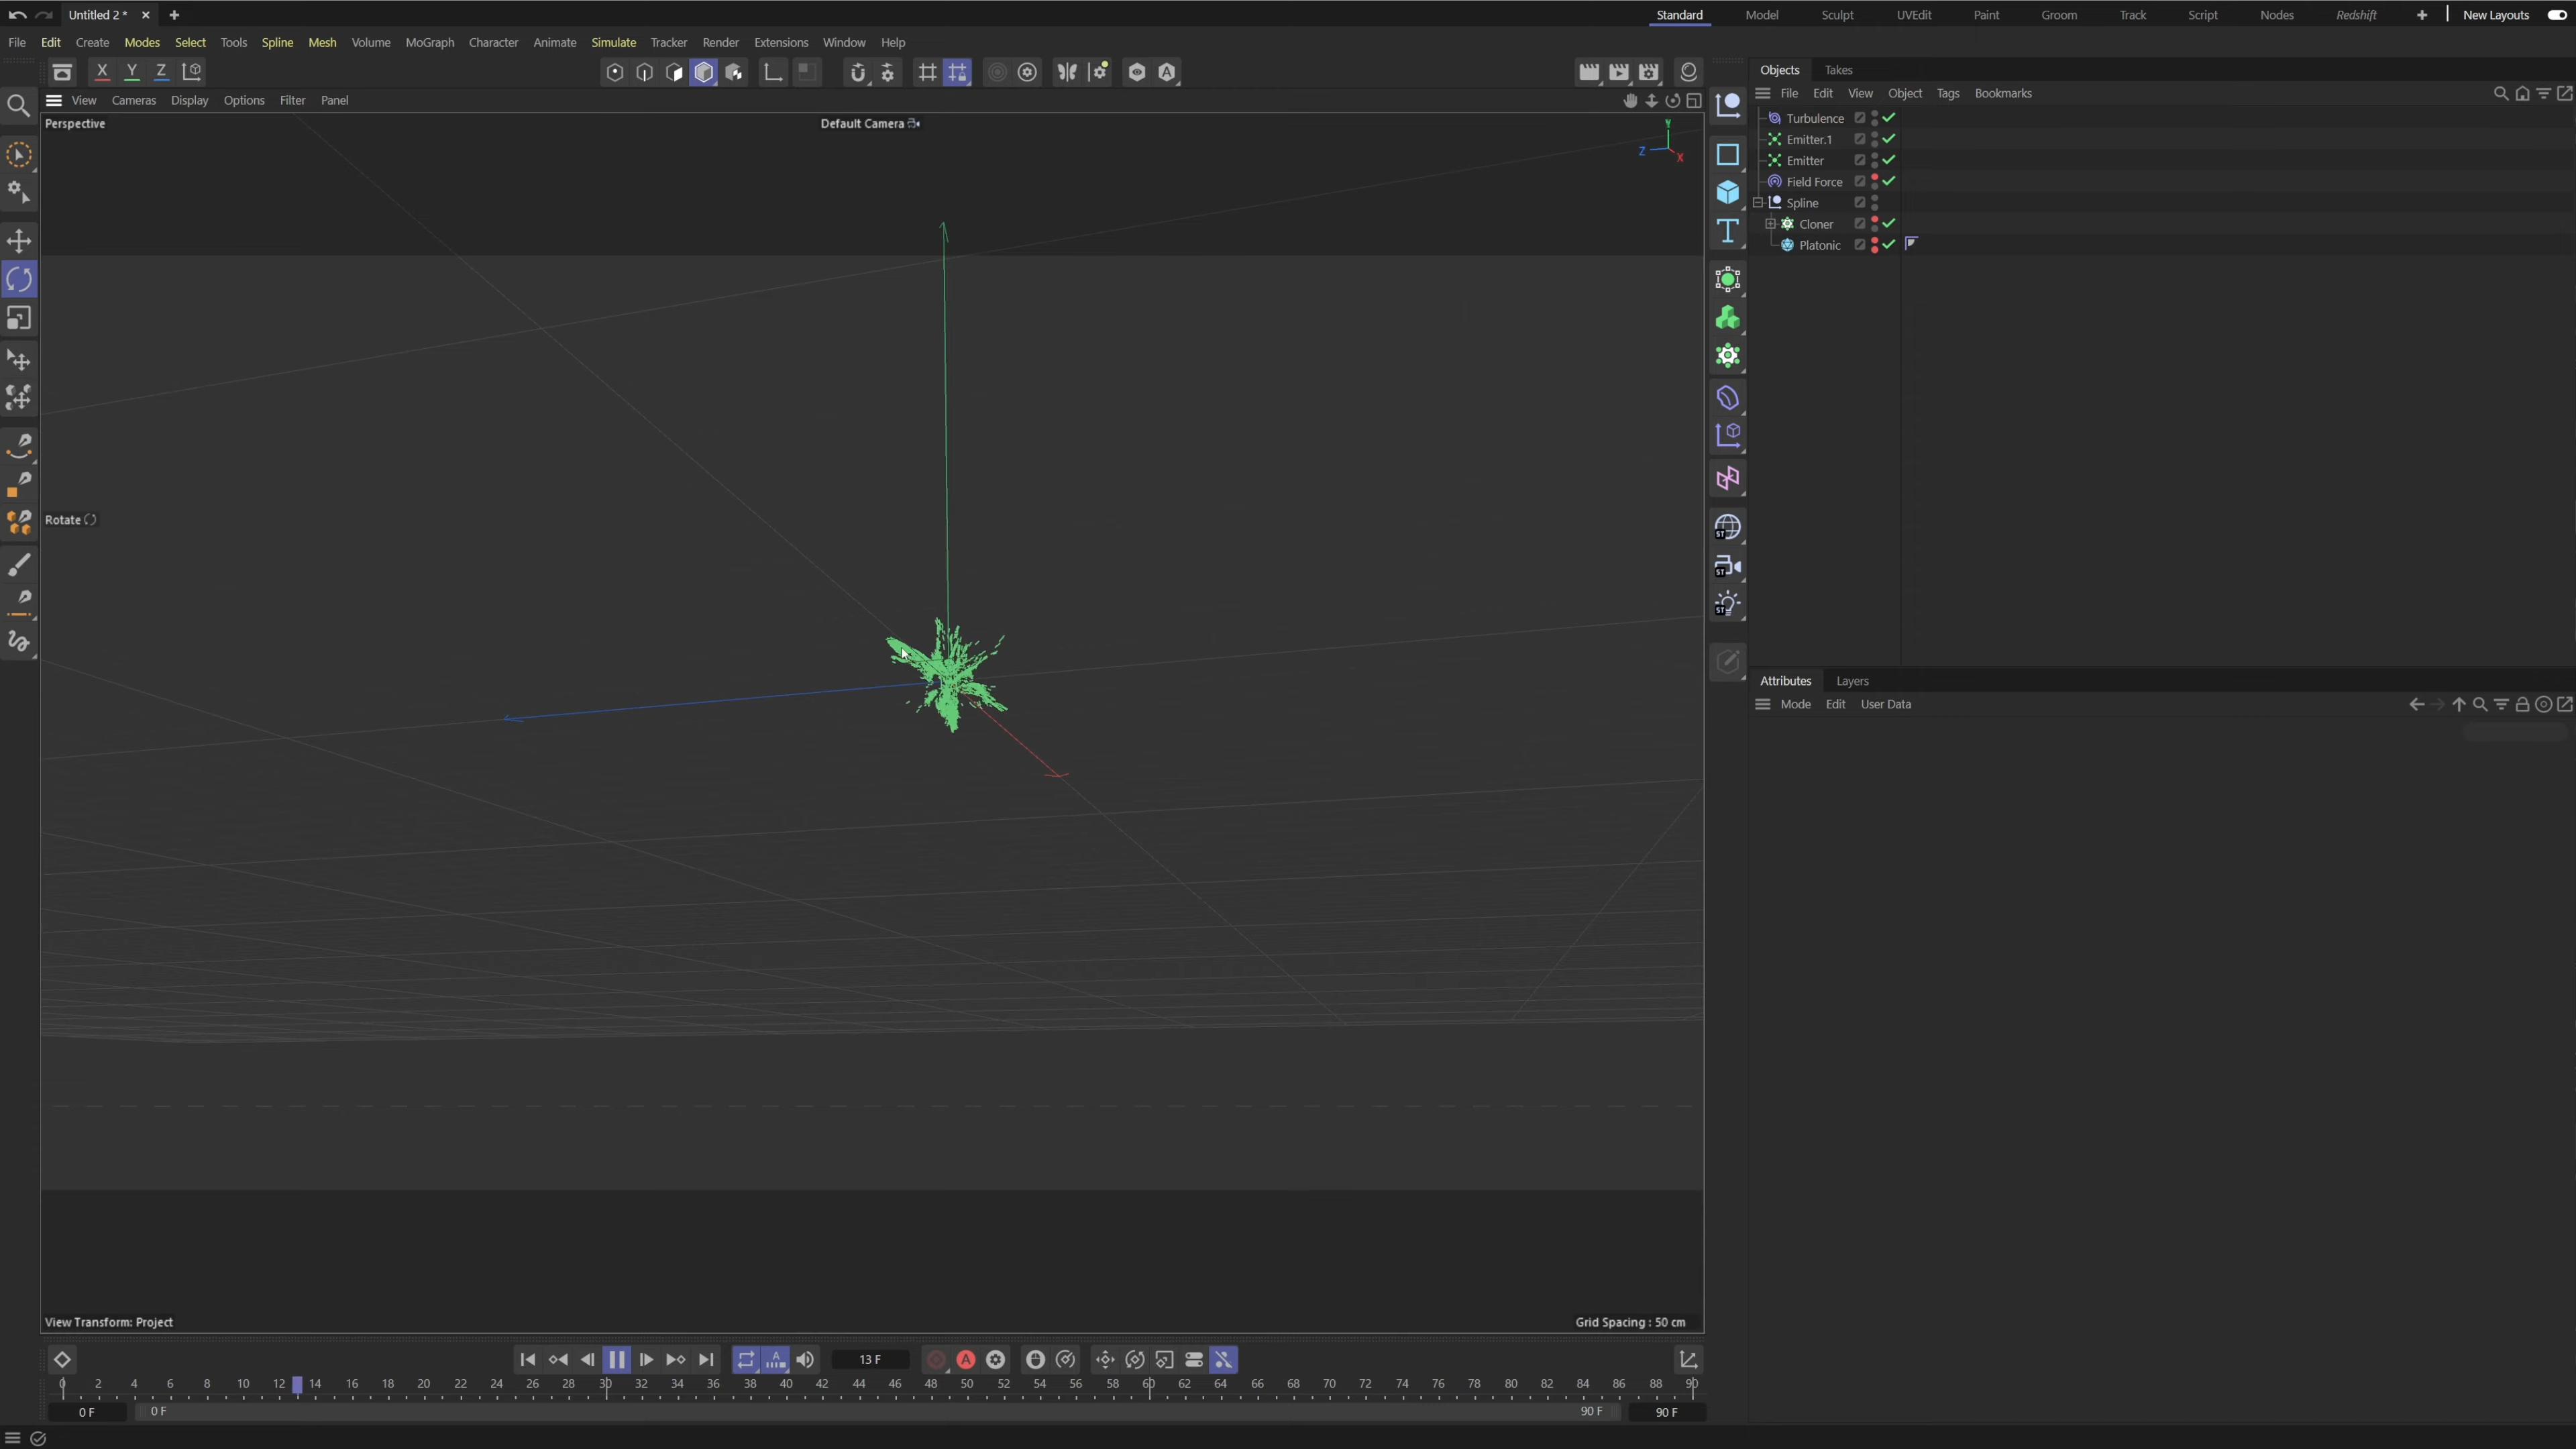 Untitled 2 *
Standard Model Sculpt UVEdit Paint Groom Track Script Nodes Redshift New Layouts
File Edit Create Modes Select Tools Spline Mesh Volume MoGraph Character Animate Simulate Tracker Render Extensions Window Help
X Y Z
Objects Takes
View Cameras Display Options Filter Panel
File Edit View Object Tags Bookmarks
Perspective
Default Camera
Y
Z
X
Turbulence
Emitter.1
Emitter
Field Force
Spline
Cloner
Platonic
Rotate
ST
ST
ST
Attributes Layers
Mode Edit User Data
View Transform: Project
Grid Spacing : 50 cm
13 F
0 2 4 6 8 10 12 14 16 18 20 22 24 26 28 30 32 34 36 38 40 42 44 46 48 50 52 54 56 58 60 62 64 66 68 70 72 74 76 78 80 82 84 86 88 90
0 F 0 F 90 F 90 F